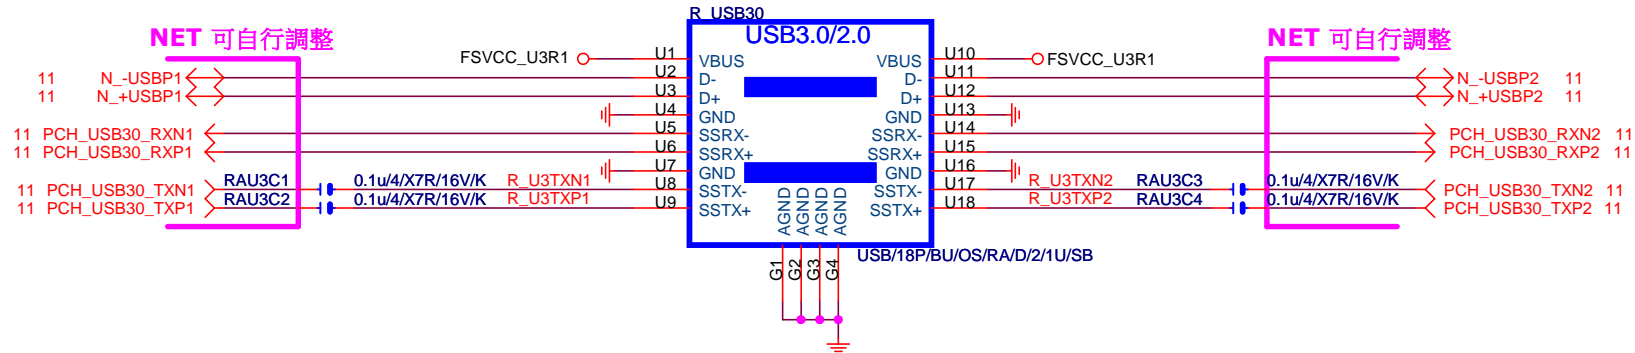 R_USB30
NET 可自行調整
USB3.0/2.0
NET 可自行調整
FSVCC_U3R1 U1 VBUS VBUS U10 FSVCC_U3R1
11 N_-USBP1 U2 D- D- U11 N_-USBP2 11
11 N_+USBP1 U3 D+ D+ U12 N_+USBP2 11
U4 GND GND U13
11 PCH_USB30_RXN1 U5 SSRX- SSRX- U14 PCH_USB30_RXN2 11
11 PCH_USB30_RXP1 U6 SSRX+ SSRX+ U15 PCH_USB30_RXP2 11
U7 GND GND U16
11 PCH_USB30_TXN1 RAU3C1 0.1u/4/X7R/16V/K R_U3TXN1 U8 SSTX- SSTX- U17 R_U3TXN2 RAU3C3 0.1u/4/X7R/16V/K PCH_USB30_TXN2 11
11 PCH_USB30_TXP1 RAU3C2 0.1u/4/X7R/16V/K R_U3TXP1 U9 SSTX+ SSTX+ U18 R_U3TXP2 RAU3C4 0.1u/4/X7R/16V/K PCH_USB30_TXP2 11
AGND AGND AGND AGND
USB/18P/BU/OS/RA/D/2/1U/SB
G1 G2 G3 G4